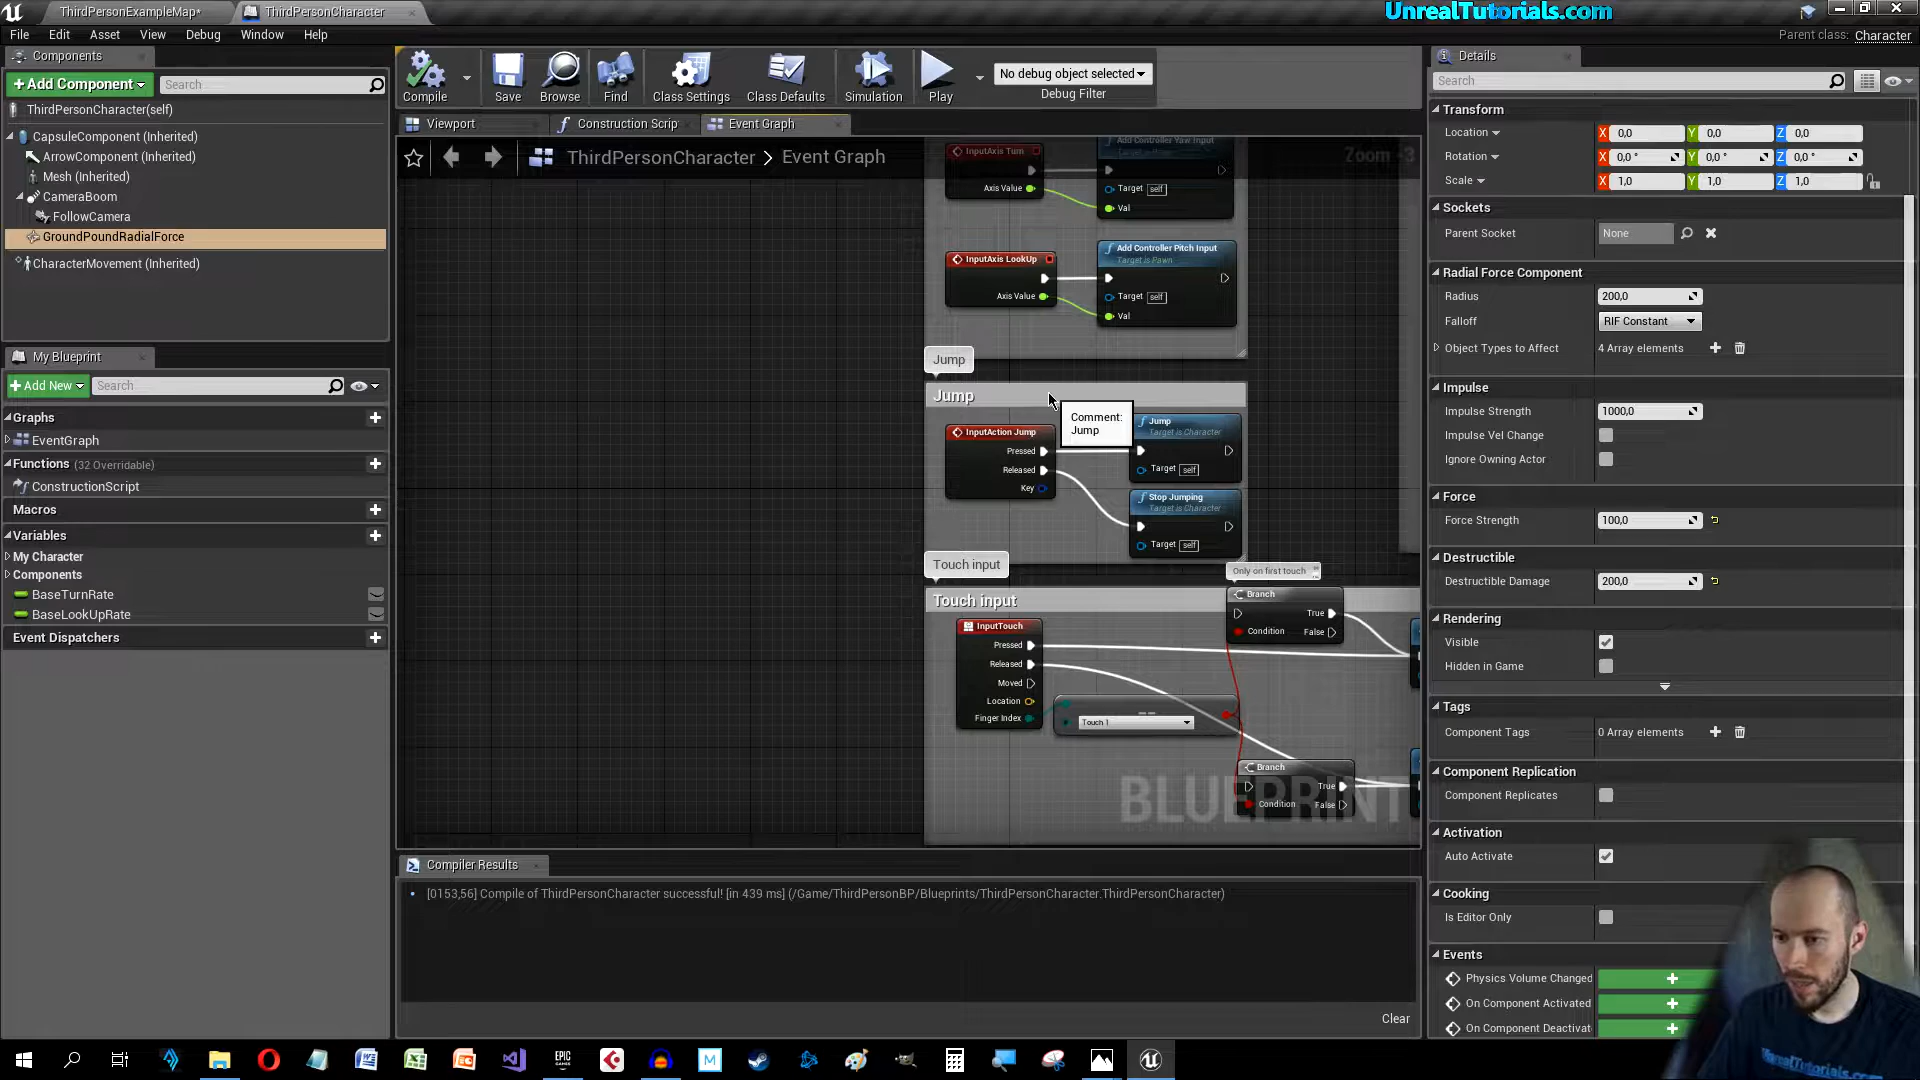 ThirdPersonExampleMap*
ThirdPersonCharacter
UnrealTutorials.com
File Edit Asset View Debug Window Help
Parent class: Character
Components
+Add Component
Search
ThirdPersonCharacter(self)
CapsuleComponent (Inherited)
ArrowComponent (Inherited)
Mesh (Inherited)
CameraBoom
FollowCamera
GroundPoundRadialForce
CharacterMovement (Inherited)
My Blueprint
+Add New
Search
Graphs
EventGraph
Functions (32 Overridable)
ConstructionScript
Macros
Variables
My Character
Components
BaseTurnRate
BaseLookUpRate
Event Dispatchers
Compile
Save
Browse
Find
Class Settings
Class Defaults
Simulation
Play
No debug object selected
Debug Filter
Viewport
Construction Scrip
Event Graph
ThirdPersonCharacter > Event Graph
Zoom -3
InputAxis Turn
Axis Value
Add Controller Yaw Input
Target self
Val
InputAxis LookUp
Axis Value
Add Controller Pitch Input
Target is Pawn
Target self
Val
Jump
Jump
Comment:
Jump
InputAction Jump
Pressed
Released
Key
Jump
Target is Character
Target self
Stop Jumping
Target is Character
Target self
Touch input
Touch input
Only on first touch
Branch
True
Condition False
InputTouch
Pressed
Released
Moved
Location
Finger Index
Touch 1
Branch
True
Condition False
BLUEPRINT
Compiler Results
[0153,56] Compile of ThirdPersonCharacter successful! [in 439 ms] (/Game/ThirdPersonBP/Blueprints/ThirdPersonCharacter.ThirdPersonCharacter)
Clear
Details
Search
Transform
Location X 0,0 Y 0,0 Z 0,0
Rotation X 0,0 ° Y 0,0 ° Z 0,0 °
Scale X 1,0 Y 1,0 Z 1,0
Sockets
Parent Socket None
Radial Force Component
Radius 200,0
Falloff RIF Constant
Object Types to Affect 4 Array elements
Impulse
Impulse Strength 1000,0
Impulse Vel Change
Ignore Owning Actor
Force
Force Strength 100,0
Destructible
Destructible Damage 200,0
Rendering
Visible
Hidden in Game
Tags
Component Tags 0 Array elements
Component Replication
Component Replicates
Activation
Auto Activate
Cooking
Is Editor Only
Events
Physics Volume Changed
On Component Activated
On Component Deactivat
UnrealTutorials.com